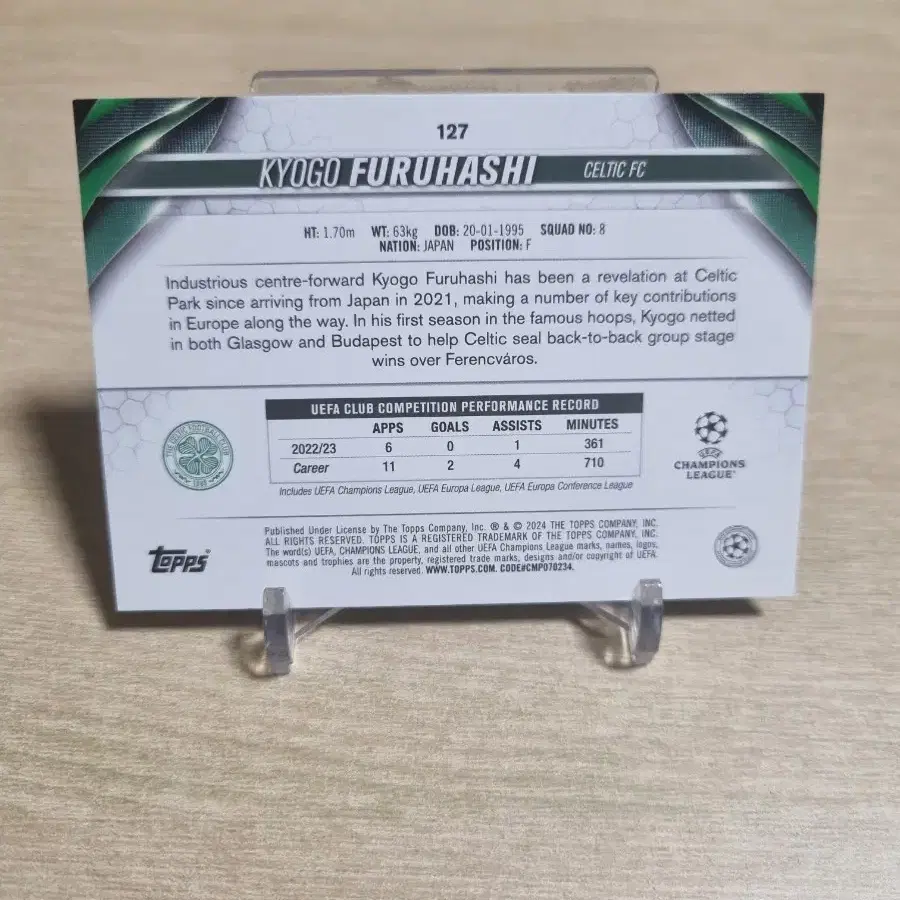 127
KYOGO FURUHASHI CELTIC FC
HT: 1.70m WT: 63kg DOB: 20-01-1995 SQUAD NO: 8
NATION: JAPAN POSITION: F
Industrious centre-forward Kyogo Furuhashi has been a revelation at Celtic
Park since arriving from Japan in 2021, making a number of key contributions
in Europe along the way. In his first season in the famous hoops, Kyogo netted
in both Glasgow and Budapest to help Celtic seal back-to-back group stage
wins over Ferencváros.
UEFA CLUB COMPETITION PERFORMANCE RECORD
APPS GOALS ASSISTS MINUTES
2022/23 6 0 1 361
Career 11 2 4 710
Includes UEFA Champions League, UEFA Europa League, UEFA Europa Conference League
THE CELTIC FOOTBALL CLUB
1888
UEFA
CHAMPIONS
LEAGUE®
topps®
Published Under License by The Topps Company, Inc. ® & © 2024 THE TOPPS COMPANY, INC.
ALL RIGHTS RESERVED. TOPPS IS A REGISTERED TRADEMARK OF THE TOPPS COMPANY, INC.
The word(s) UEFA, CHAMPIONS LEAGUE, and all other UEFA Champions League marks, names, logos,
mascots and trophies are the property, registered trade marks, designs and/or copyright of UEFA.
All rights reserved. WWW.TOPPS.COM. CODE#CMP070234.